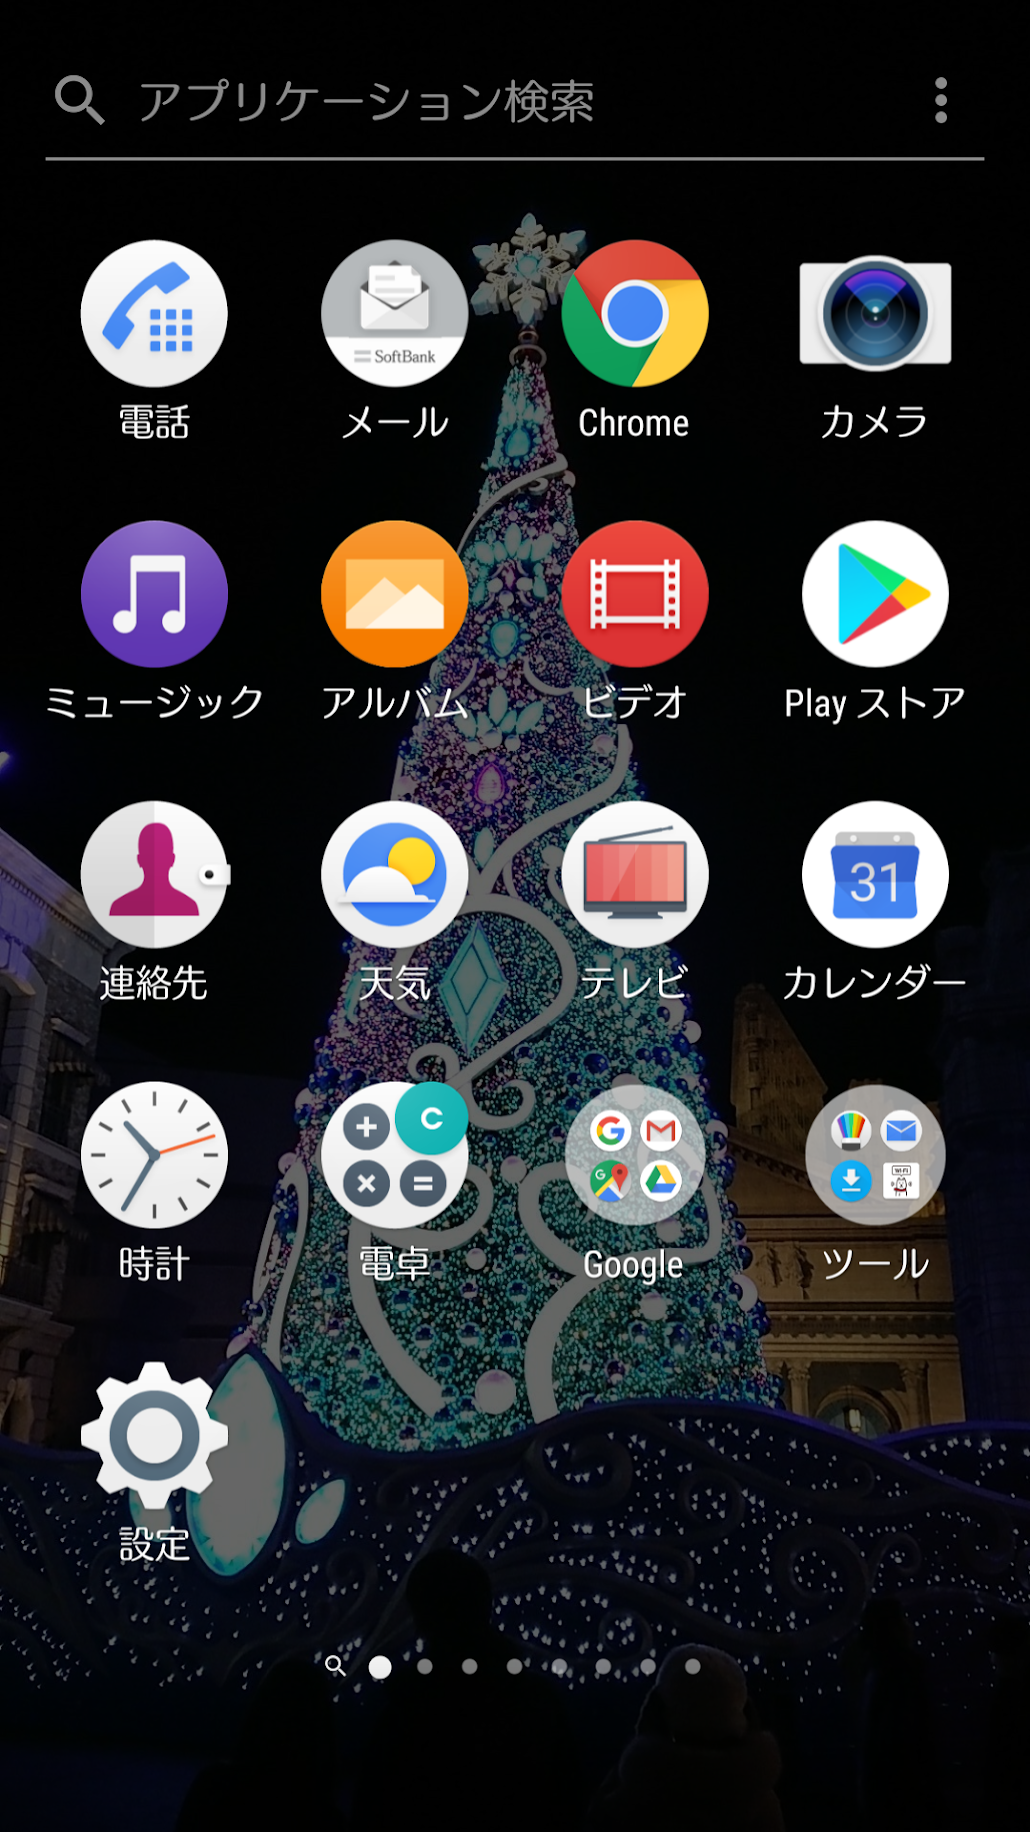 アプリケーション検索
SoftBank
電話
メール
Chrome
カメラ
ミュージック
アルバム
ビデオ
Play ストア
31
連絡先
天気
テレビ
カレンダー
C
+
×
=
G
G
WiFi
時計
電卓
Google
ツール
設定